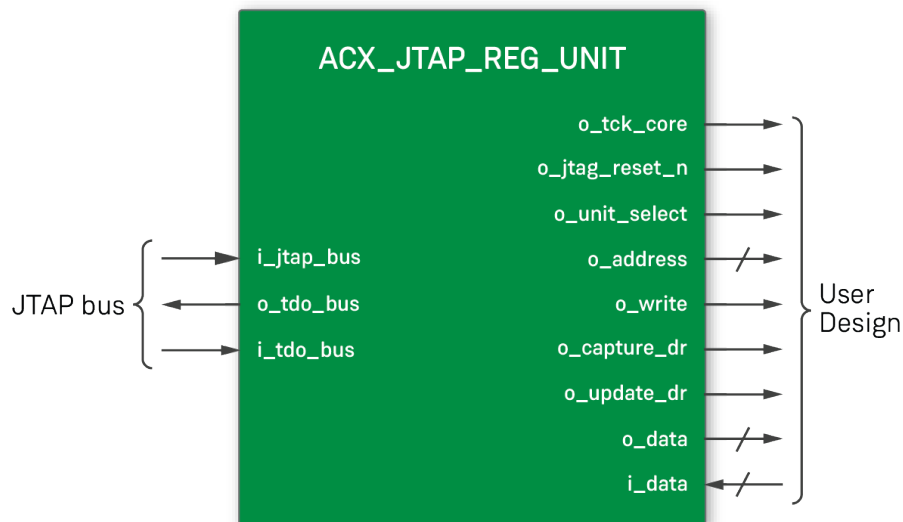 ACX_JTAP_REG_UNIT
o_tck_core
o_jtag_reset_n
o_unit_select
i_jtap_bus
o_address
JTAP bus
o_tdo_bus
o_write
User
Design
i_tdo_bus
o_capture_dr
o_update_dr
o_data
i_data